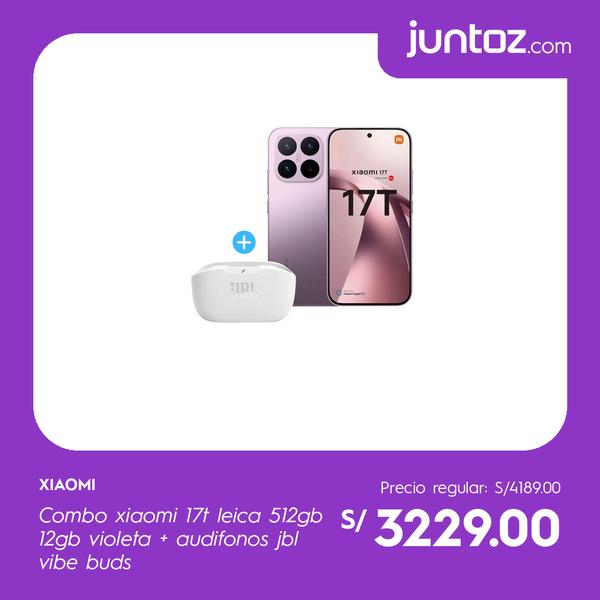 juntoz.com
xiaomi 17T
17T
JBL
XIAOMI
Combo xiaomi 17t leica 512gb
12gb violeta + audifonos jbl
vibe buds
Precio regular: S/4189.00
S/ 3229.00